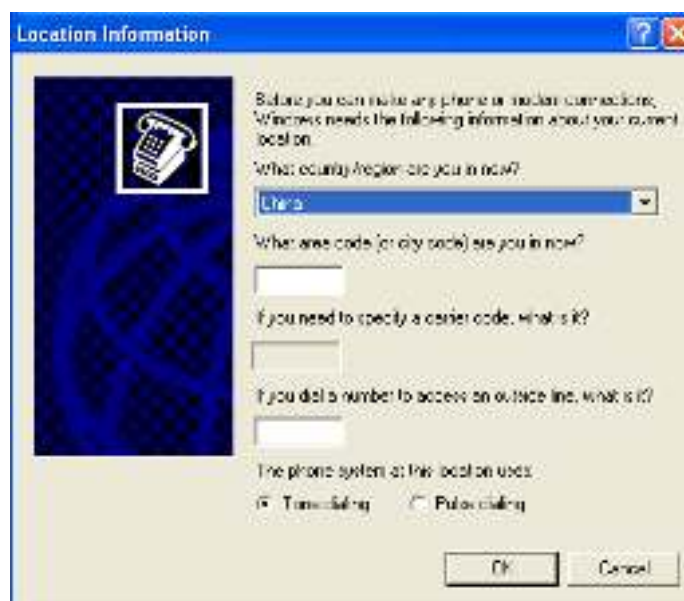 Location Information
Before you can make any phone or modem connections,
Windows needs the following information about your current
location.
What country/region are you in now?
China
What area code (or city code) are you in now?
If you need to specify a carrier code, what is it?
If you dial a number to access an outside line, what is it?
The phone system at this location uses:
Tone dialing Pulse dialing
OK Cancel